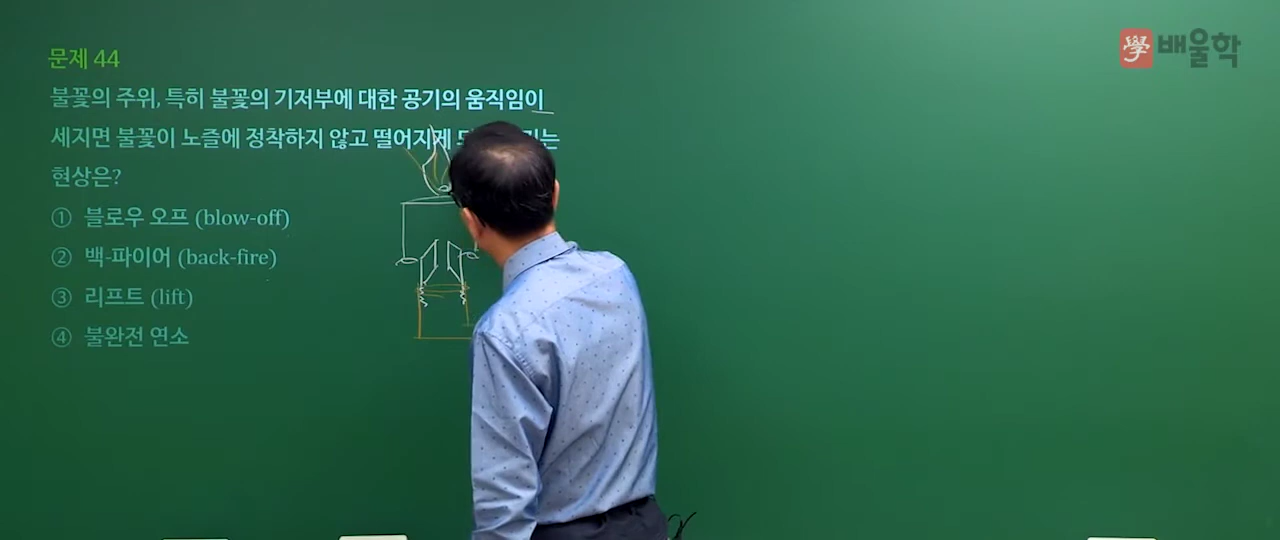 문제 44
배울학
불꽃의 주위, 특히 불꽃의 기저부에 대한 공기의 움직임이
세지면 불꽃이 노즐에 정착하지 않고 떨어지게 는
현상은?
① 블로우 오프 (blow-off)
② 백-파이어 (back-fire)
③ 리프트 (lift)
④ 불완전 연소